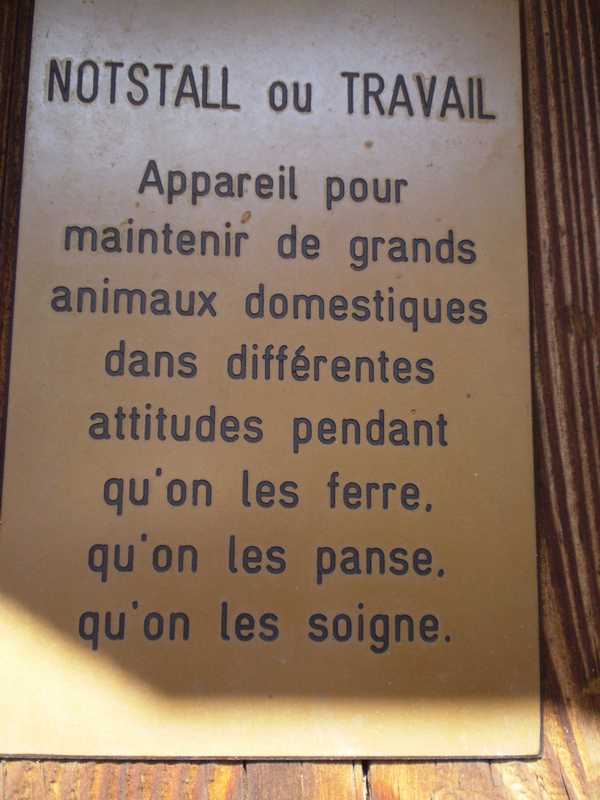 NOTSTALL ou TRAVAIL
Appareil pour
maintenir de grands
animaux domestiques
dans différentes
attitudes pendant
qu'on les ferre,
qu'on les panse,
qu'on les soigne.